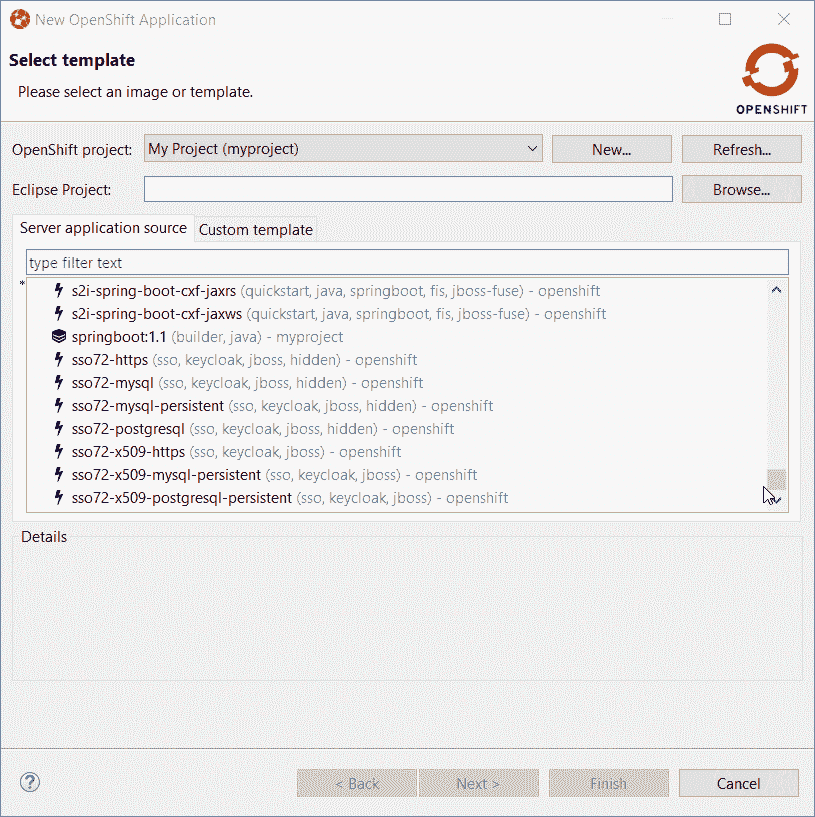 New OpenShift Application
Select template
Please select an image or template.
OPENSHIFT
OpenShift project: My Project (myproject) New... Refresh...
Eclipse Project: Browse...
Server application source Custom template
type filter text
* s2i-spring-boot-cxf-jaxrs (quickstart, java, springboot, fis, jboss-fuse) - openshift
s2i-spring-boot-cxf-jaxws (quickstart, java, springboot, fis, jboss-fuse) - openshift
springboot:1.1 (builder, java) - myproject
sso72-https (sso, keycloak, jboss, hidden) - openshift
sso72-mysql (sso, keycloak, jboss, hidden) - openshift
sso72-mysql-persistent (sso, keycloak, jboss, hidden) - openshift
sso72-postgresql (sso, keycloak, jboss, hidden) - openshift
sso72-x509-https (sso, keycloak, jboss) - openshift
sso72-x509-mysql-persistent (sso, keycloak, jboss) - openshift
sso72-x509-postgresql-persistent (sso, keycloak, jboss) - openshift
Details
? < Back Next > Finish Cancel